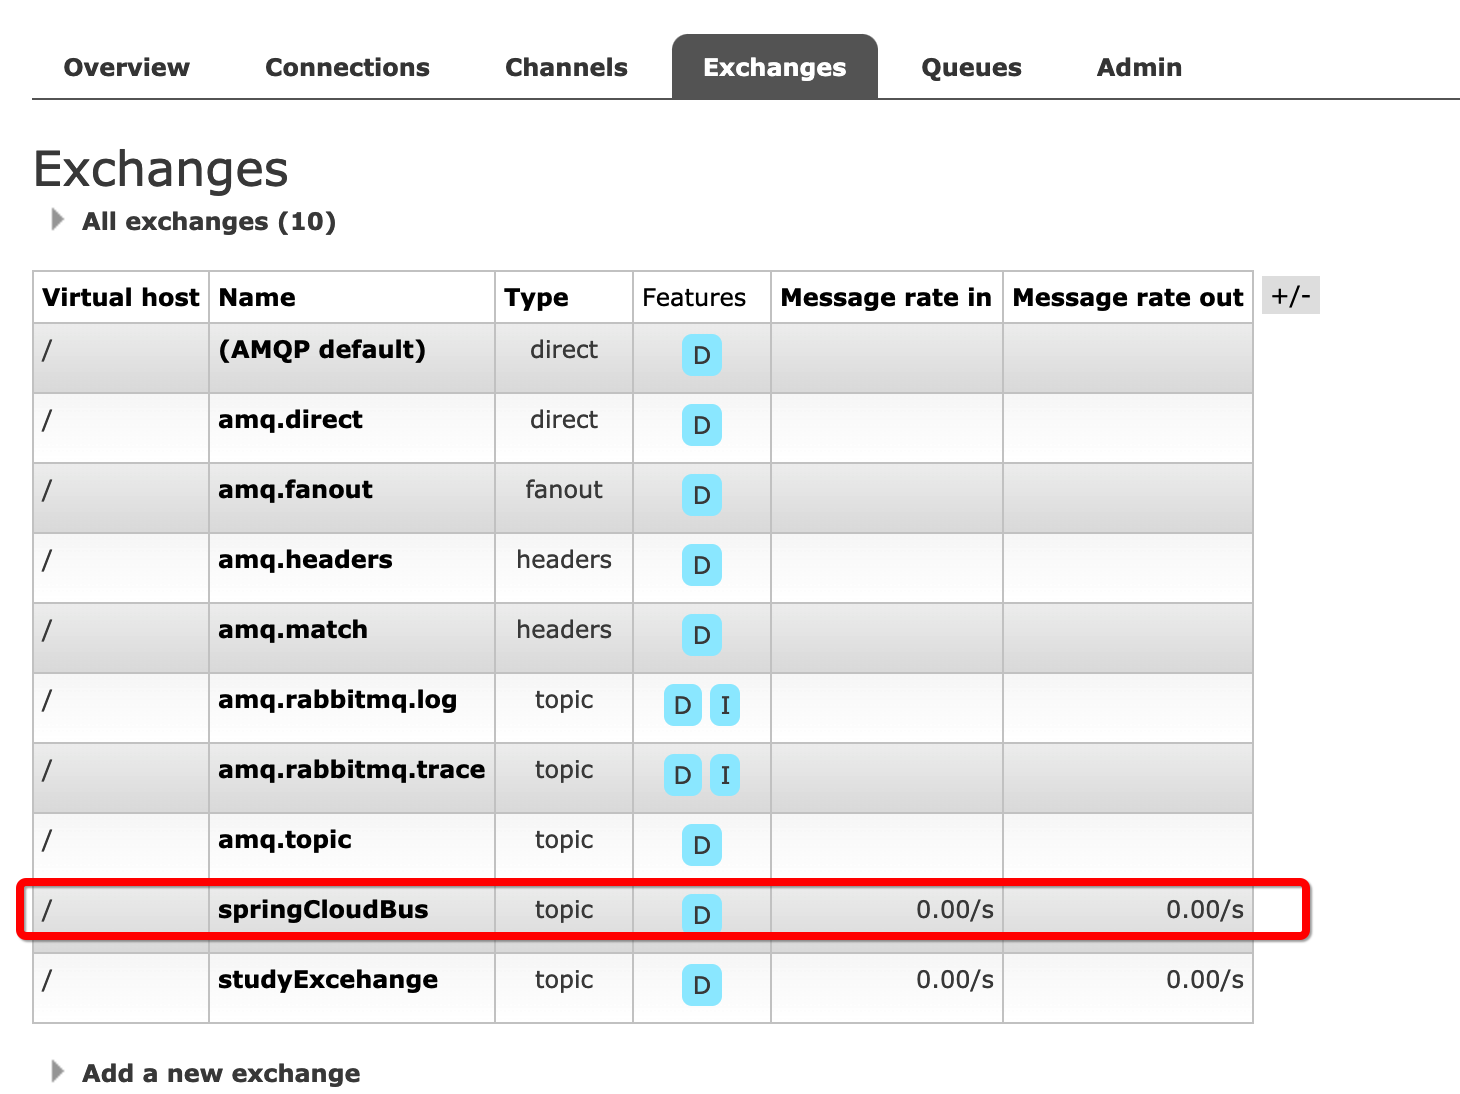 Overview Connections Channels Exchanges Queues Admin
Exchanges
All exchanges (10)
Virtual host Name Type Features Message rate in Message rate out +/-
/ (AMQP default) direct D
/ amq.direct direct D
/ amq.fanout fanout D
/ amq.headers headers D
/ amq.match headers D
/ amq.rabbitmq.log topic D I
/ amq.rabbitmq.trace topic D I
/ amq.topic topic D
/ springCloudBus topic D 0.00/s 0.00/s
/ studyExcehange topic D 0.00/s 0.00/s
Add a new exchange